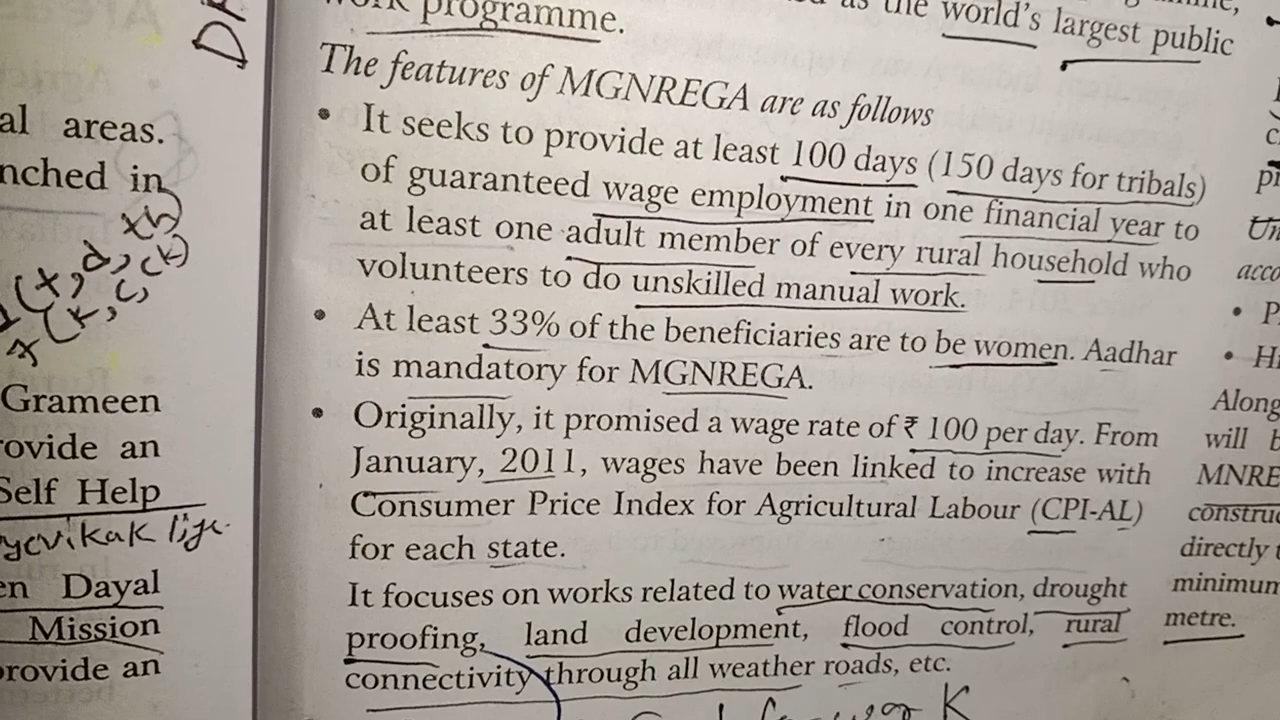 al areas.
nched in
Grameen
rovide an
Self Help
en Dayal
Mission
provide an
work programme.
as the world's largest public
The features of MGNREGA are as follows
• It seeks to provide at least 100 days (150 days for tribals)
of guaranteed wage employment in one financial year to
at least one adult member of every rural household who
volunteers to do unskilled manual work.
• At least 33% of the beneficiaries are to be women. Aadhar
is mandatory for MGNREGA.
• Originally, it promised a wage rate of ₹ 100 per day. From
January, 2011, wages have been linked to increase with
Consumer Price Index for Agricultural Labour (CPI-AL)
for each state.
It focuses on works related to water conservation, drought
proofing, land development, flood control, rural
connectivity through all weather roads, etc.
Un
acco
• P
• Hi
Along
will b
MNRE
construc
directly t
minimun
metre.